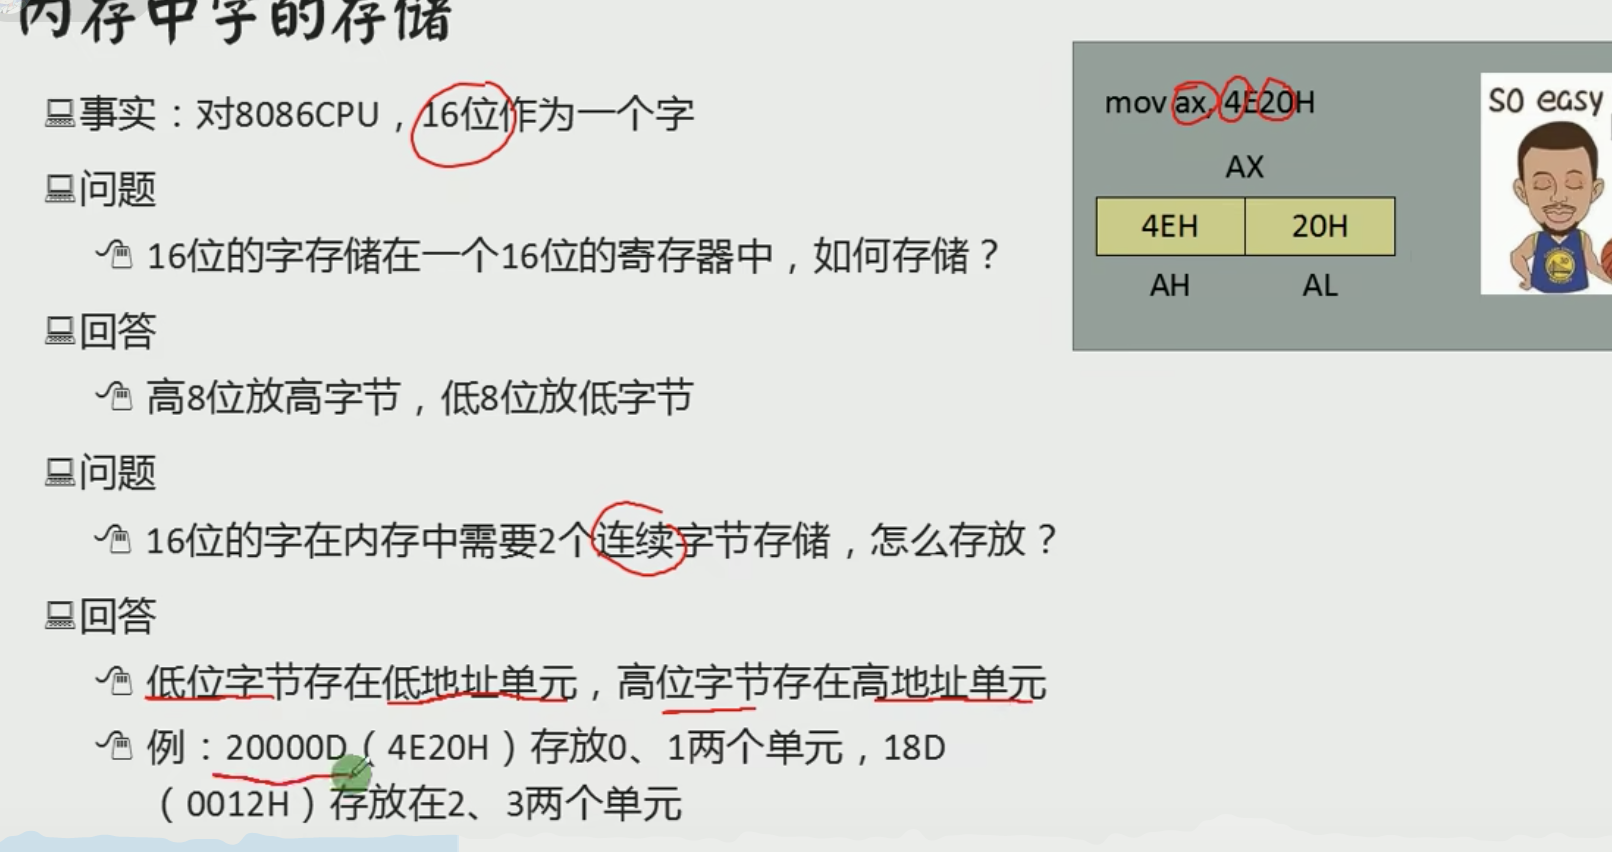 内存中字的存储
事实：对8086CPU，16位作为一个字
问题
16位的字存储在一个16位的寄存器中，如何存储？
回答
高8位放高字节，低8位放低字节
问题
16位的字在内存中需要2个连续字节存储，怎么存放？
回答
低位字节存在低地址单元，高位字节存在高地址单元
例：20000D（4E20H）存放0、1两个单元，18D
（0012H）存放在2、3两个单元
mov ax, 4E20H
AX
4EH 20H
AH AL
SO easy